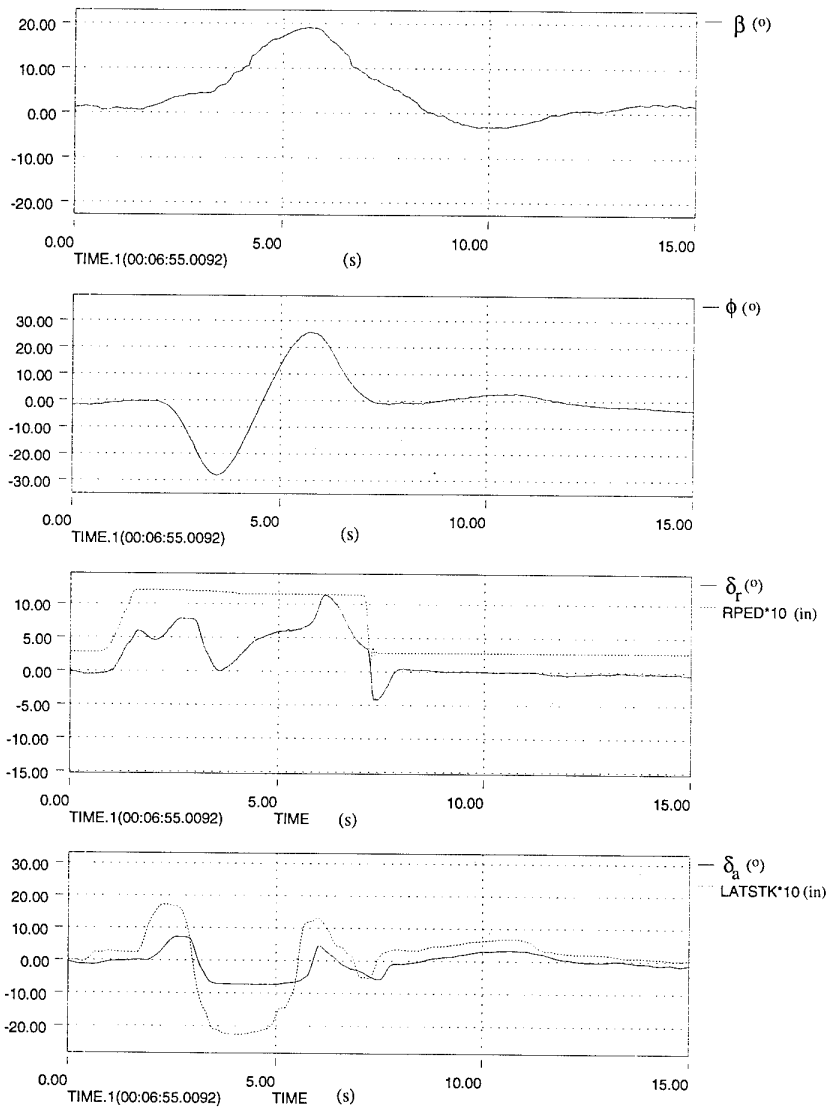 20.00
10.00
0.00
-10.00
-20.00
β (o)
0.00 5.00 10.00 15.00
TIME.1(00:06:55.0092) (s)
30.00
20.00
10.00
0.00
-10.00
-20.00
-30.00
ϕ (o)
0.00 5.00 10.00 15.00
TIME.1(00:06:55.0092) (s)
10.00
5.00
0.00
-5.00
-10.00
-15.00
δr (o)
RPED*10 (in)
0.00 5.00 10.00 15.00
TIME.1(00:06:55.0092) TIME (s)
30.00
20.00
10.00
0.00
-10.00
-20.00
δa (o)
LATSTK*10 (in)
0.00 5.00 10.00 15.00
TIME.1(00:06:55.0092) TIME (s)